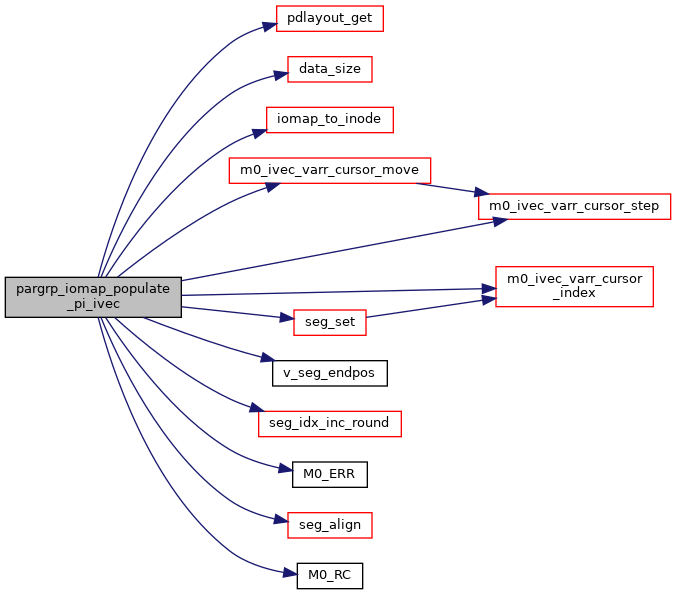 pdlayout_get
data_size
iomap_to_inode
m0_ivec_varr_cursor_move
m0_ivec_varr_cursor_step
pargrp_iomap_populate
_pi_ivec
m0_ivec_varr_cursor
_index
seg_set
v_seg_endpos
seg_idx_inc_round
M0_ERR
seg_align
M0_RC